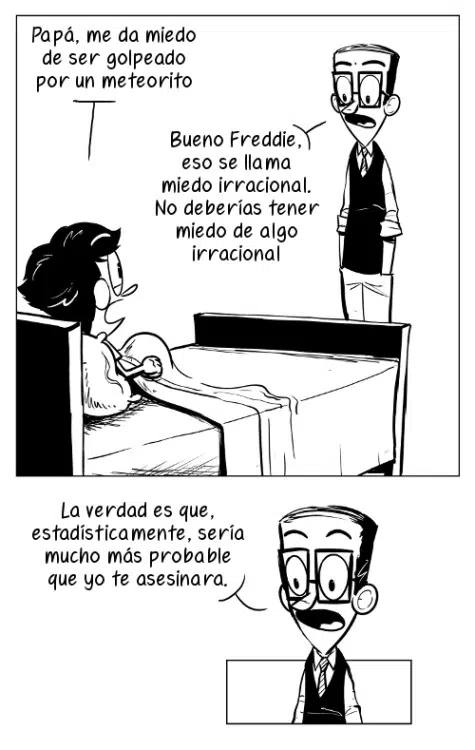 Papá, me da miedo
de ser golpeado
por un meteorito
Bueno Freddie,
eso se llama
miedo irracional.
No deberías tener
miedo de algo
irracional
La verdad es que,
estadísticamente, sería
mucho más probable
que yo te asesinara.